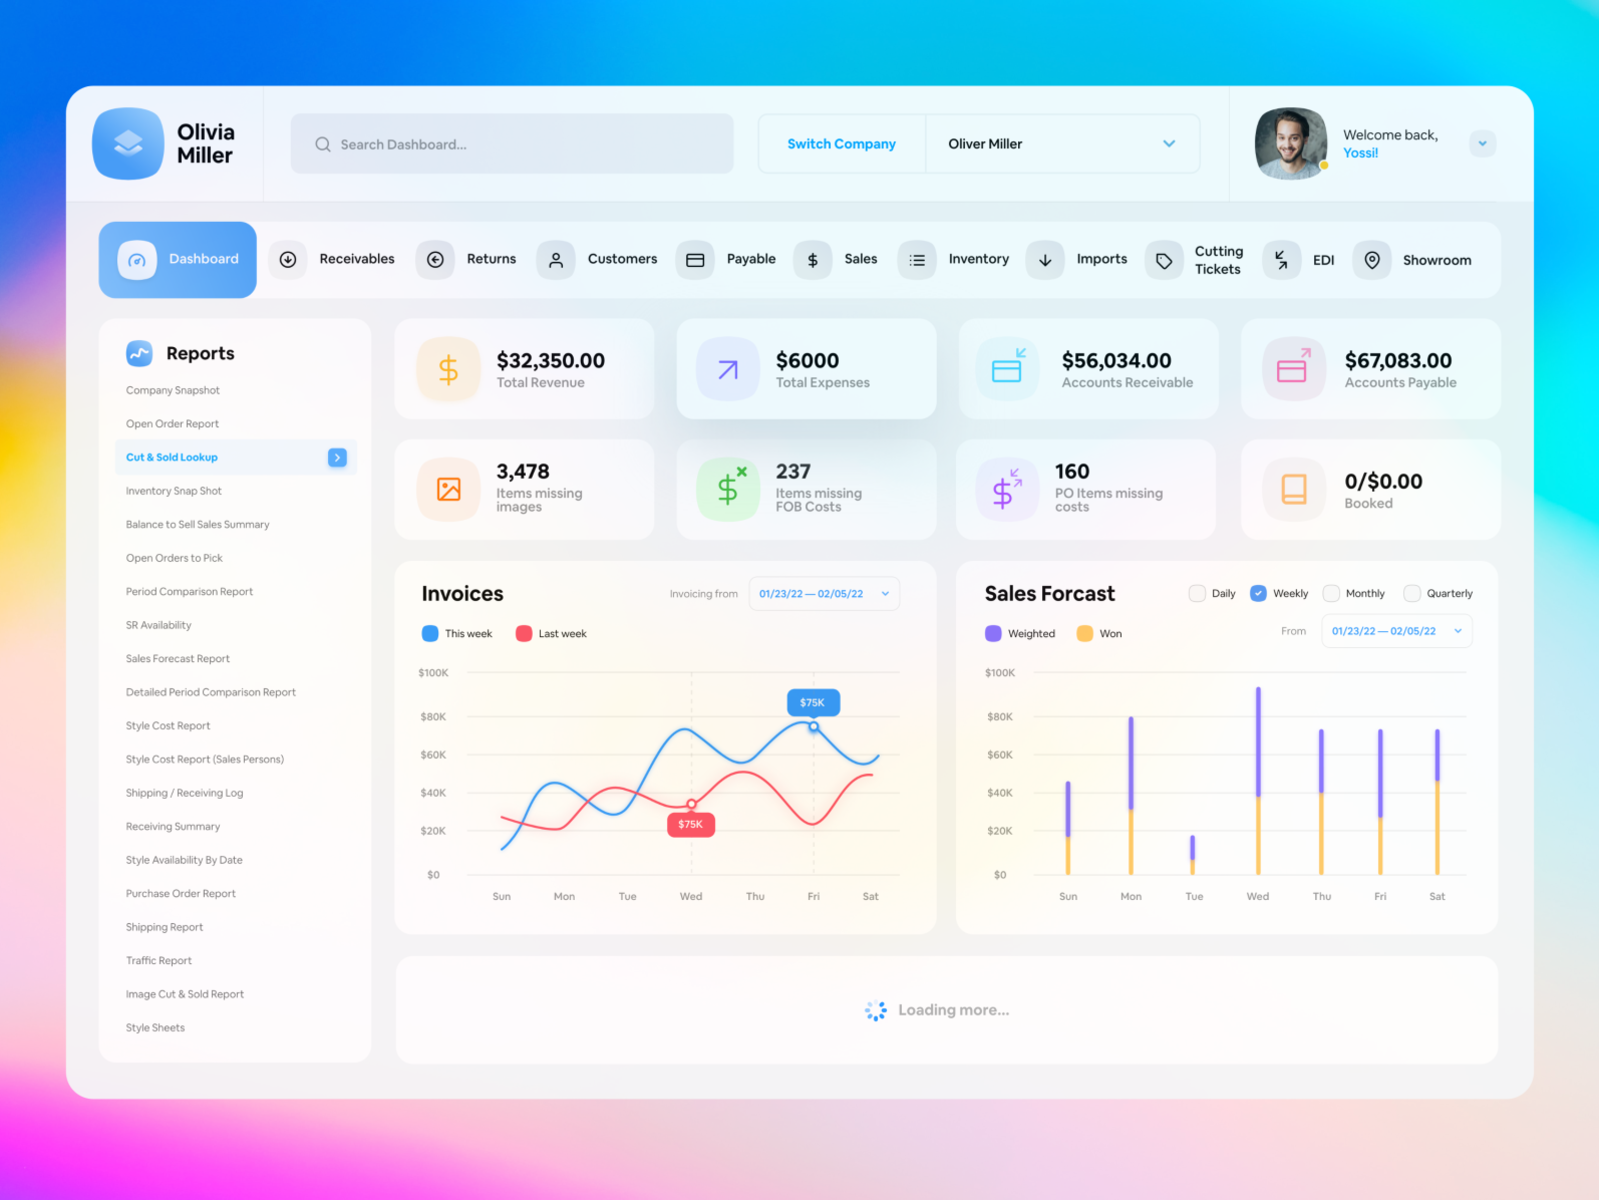 Olivia
Miller
Search Dashboard...
Switch Company
Oliver Miller
Welcome back,
Yossi!
Dashboard
Receivables
Returns
Customers
Payable
Sales
Inventory
Imports
Cutting
Tickets
EDI
Showroom
Reports
Company Snapshot
Open Order Report
Cut & Sold Lookup
Inventory Snap Shot
Balance to Sell Sales Summary
Open Orders to Pick
Period Comparison Report
SR Availability
Sales Forecast Report
Detailed Period Comparison Report
Style Cost Report
Style Cost Report (Sales Persons)
Shipping / Receiving Log
Receiving Summary
Style Availability By Date
Purchase Order Report
Shipping Report
Traffic Report
Image Cut & Sold Report
Style Sheets
$32,350.00
Total Revenue
$6000
Total Expenses
$56,034.00
Accounts Receivable
$67,083.00
Accounts Payable
3,478
Items missing
images
237
Items missing
FOB Costs
160
PO Items missing
costs
0/$0.00
Booked
Invoices
Invoicing from
01/23/22 — 02/05/22
This week
Last week
$100K
$80K
$60K
$40K
$20K
$0
$75K
$75K
Sun
Mon
Tue
Wed
Thu
Fri
Sat
Sales Forcast
Daily
Weekly
Monthly
Quarterly
Weighted
Won
From
01/23/22 — 02/05/22
$100K
$80K
$60K
$40K
$20K
$0
Sun
Mon
Tue
Wed
Thu
Fri
Sat
Loading more...